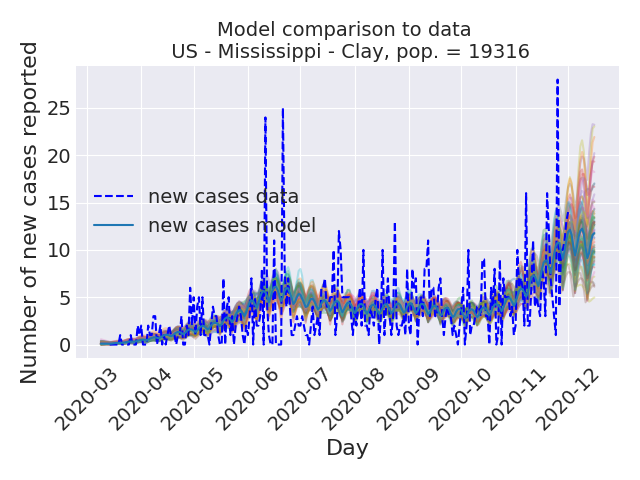 Model comparison to data
US - Mississippi - Clay, pop. = 19316
Number of new cases reported
25
20
15
10
5
0
new cases data
new cases model
2020-03
2020-04
2020-05
2020-06
2020-07
2020-08
2020-09
2020-10
2020-11
2020-12
Day